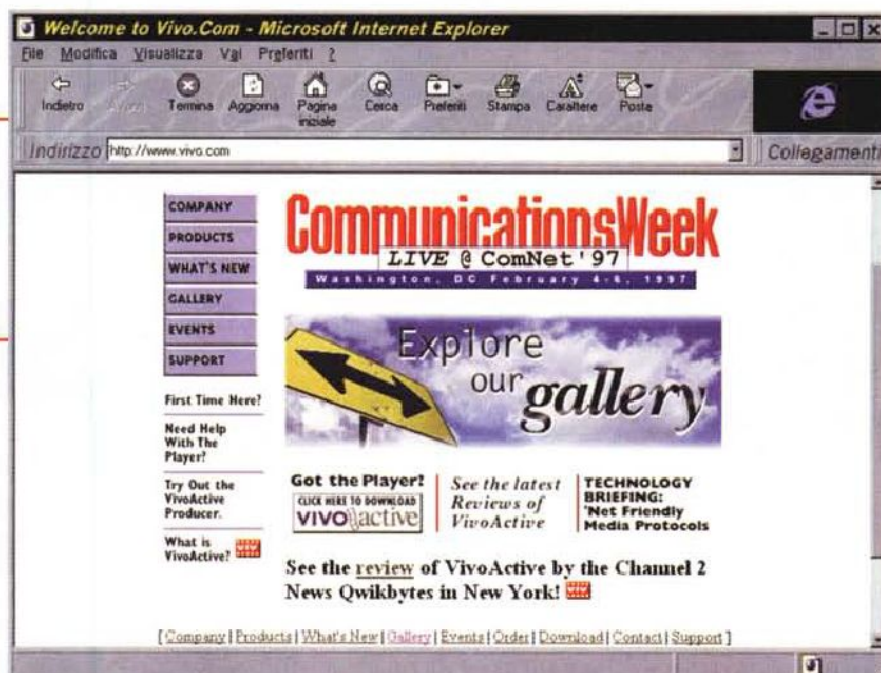 Welcome to Vivo.Com - Microsoft Internet Explorer
File Modifica Visualizza Vai Preferiti ?
Indietro Avanti Termina Aggiorna Pagina iniziale Cerca Preferiti Stampa Carattere Posta
Indirizzo http://www.vivo.com Collegamenti
COMPANY
PRODUCTS
WHAT'S NEW
GALLERY
EVENTS
SUPPORT
First Time Here?
Need Help
With The
Player?
Try Out the
VivoActive
Producer.
What is
VivoActive?
CommunicationsWeek
LIVE @ ComNet '97
Washington, DC February 4-6, 1997
Explore
our
gallery
Got the Player?
CLICK HERE TO DOWNLOAD
VIVO active
See the latest
Reviews of
VivoActive
TECHNOLOGY
BRIEFING:
'Net Friendly
Media Protocols
See the review of VivoActive by the Channel 2
News Qwikbytes in New York!
[ Company | Products | What's New | Gallery | Events | Order | Download | Contact | Support ]